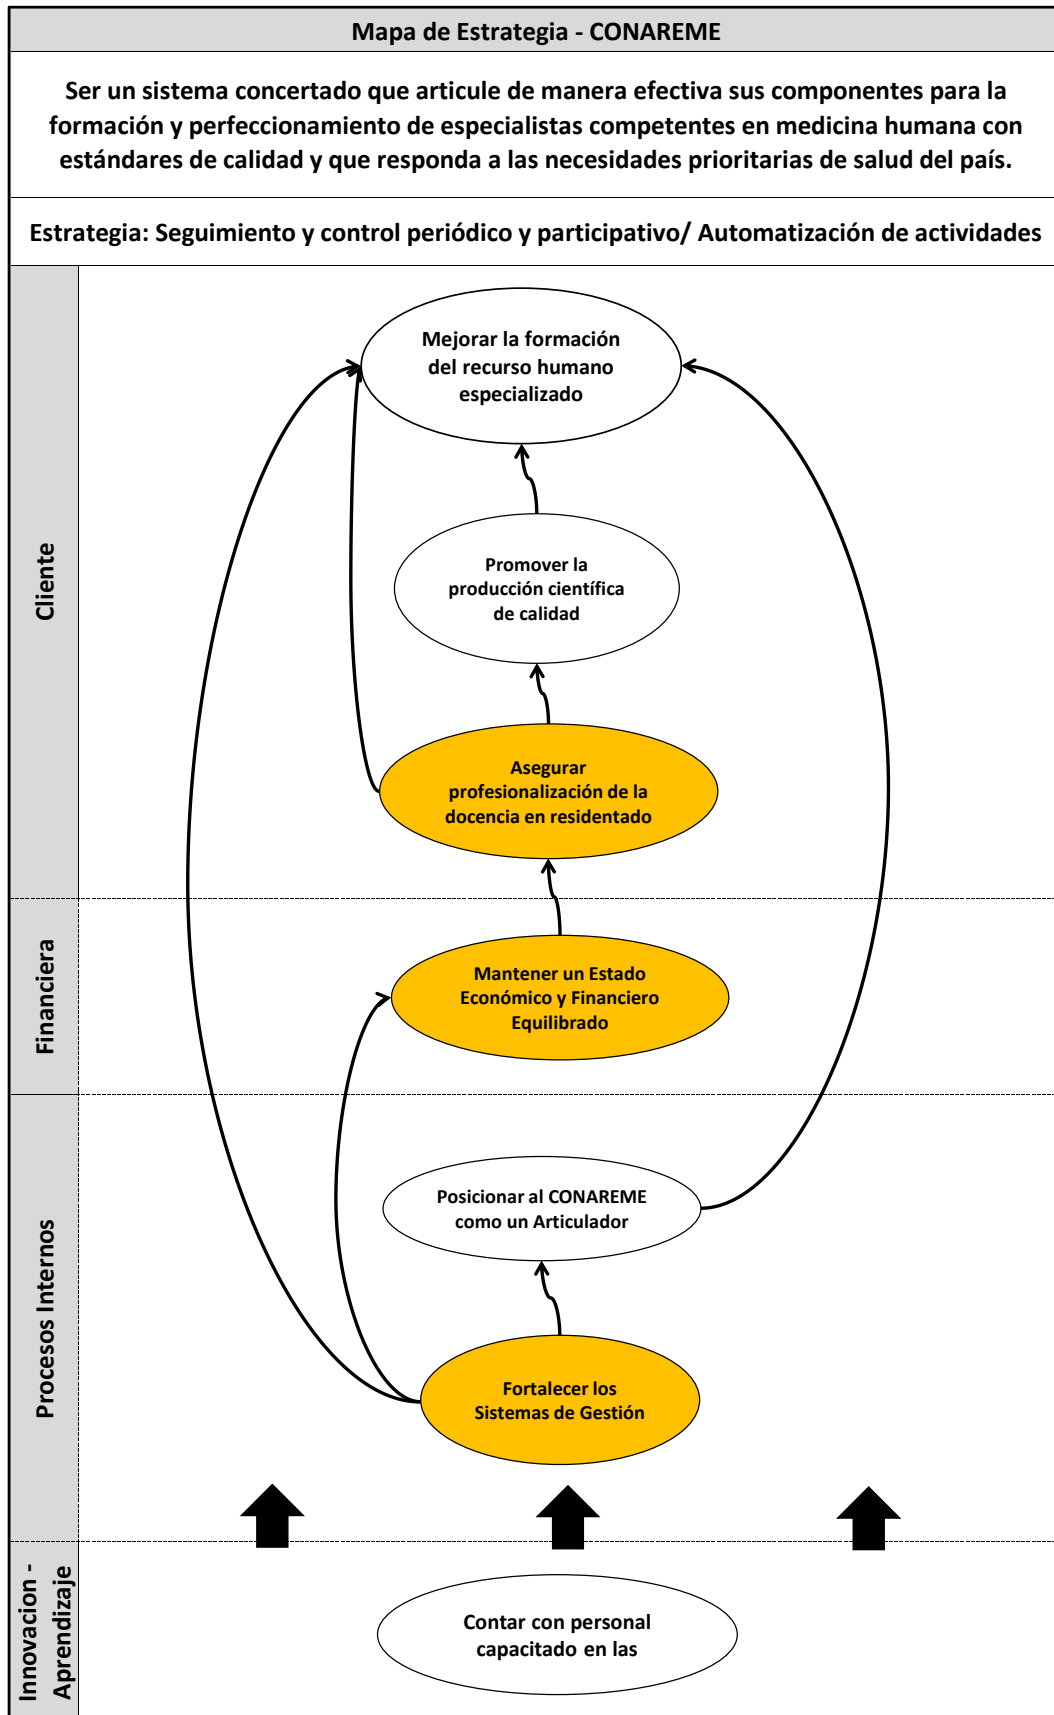 Mapa de Estrategia - CONAREME
Ser un sistema concertado que articule de manera efectiva sus componentes para la
formación y perfeccionamiento de especialistas competentes en medicina humana con
estándares de calidad y que responda a las necesidades prioritarias de salud del país.
Estrategia: Seguimiento y control periódico y participativo/ Automatización de actividades
Cliente
Mejorar la formación
del recurso humano
especializado
Promover la
producción científica
de calidad
Asegurar
profesionalización de la
docencia en residentado
Financiera
Mantener un Estado
Económico y Financiero
Equilibrado
Procesos Internos
Posicionar al CONAREME
como un Articulador
Fortalecer los
Sistemas de Gestión
Innovacion -
Aprendizaje
Contar con personal
capacitado en las